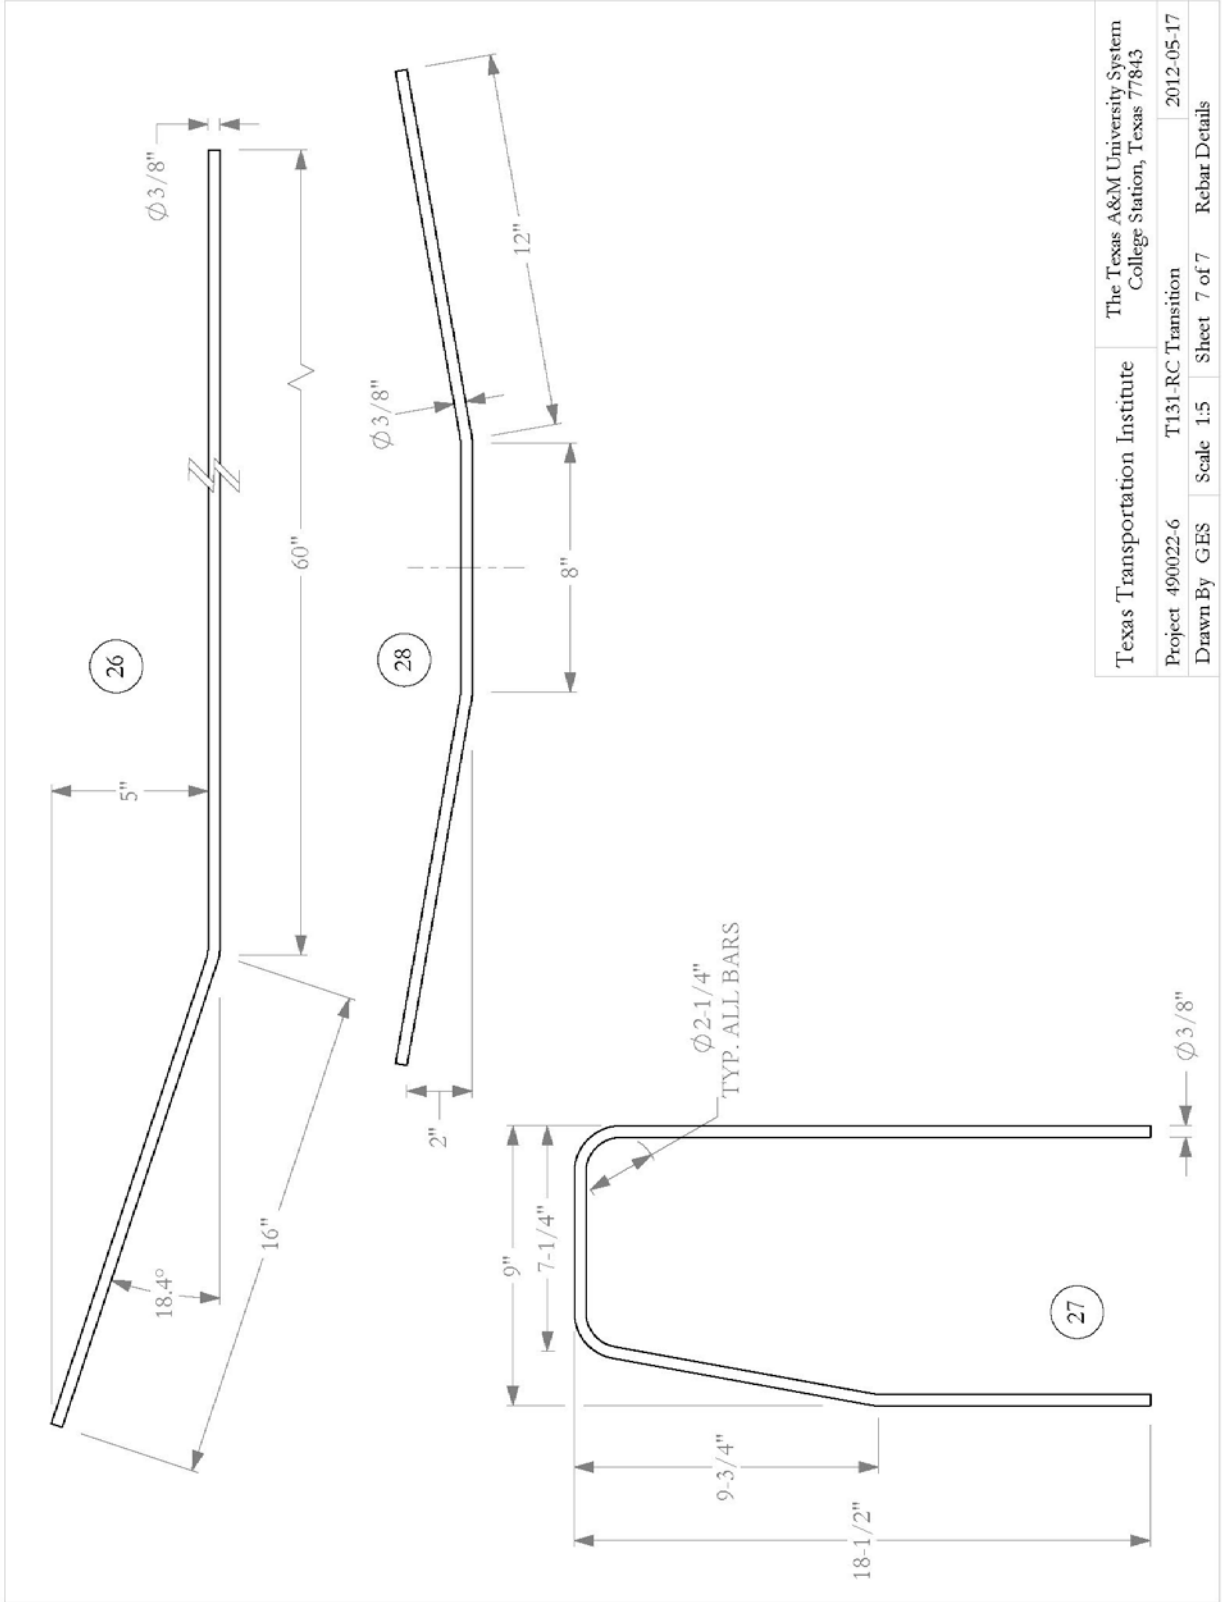 26
Ø3/8"
5"
60"
18.4°
16"
28
Ø3/8"
12"
8"
2"
27
Ø2-1/4"
TYP. ALL BARS
9"
7-1/4"
9-3/4"
18-1/2"
Ø3/8"
Texas Transportation Institute
The Texas A&M University System
College Station, Texas 77843
Project 490022-6 T131-RC Transition 2012-05-17
Drawn By GES Scale 1:5 Sheet 7 of 7 Rebar Details